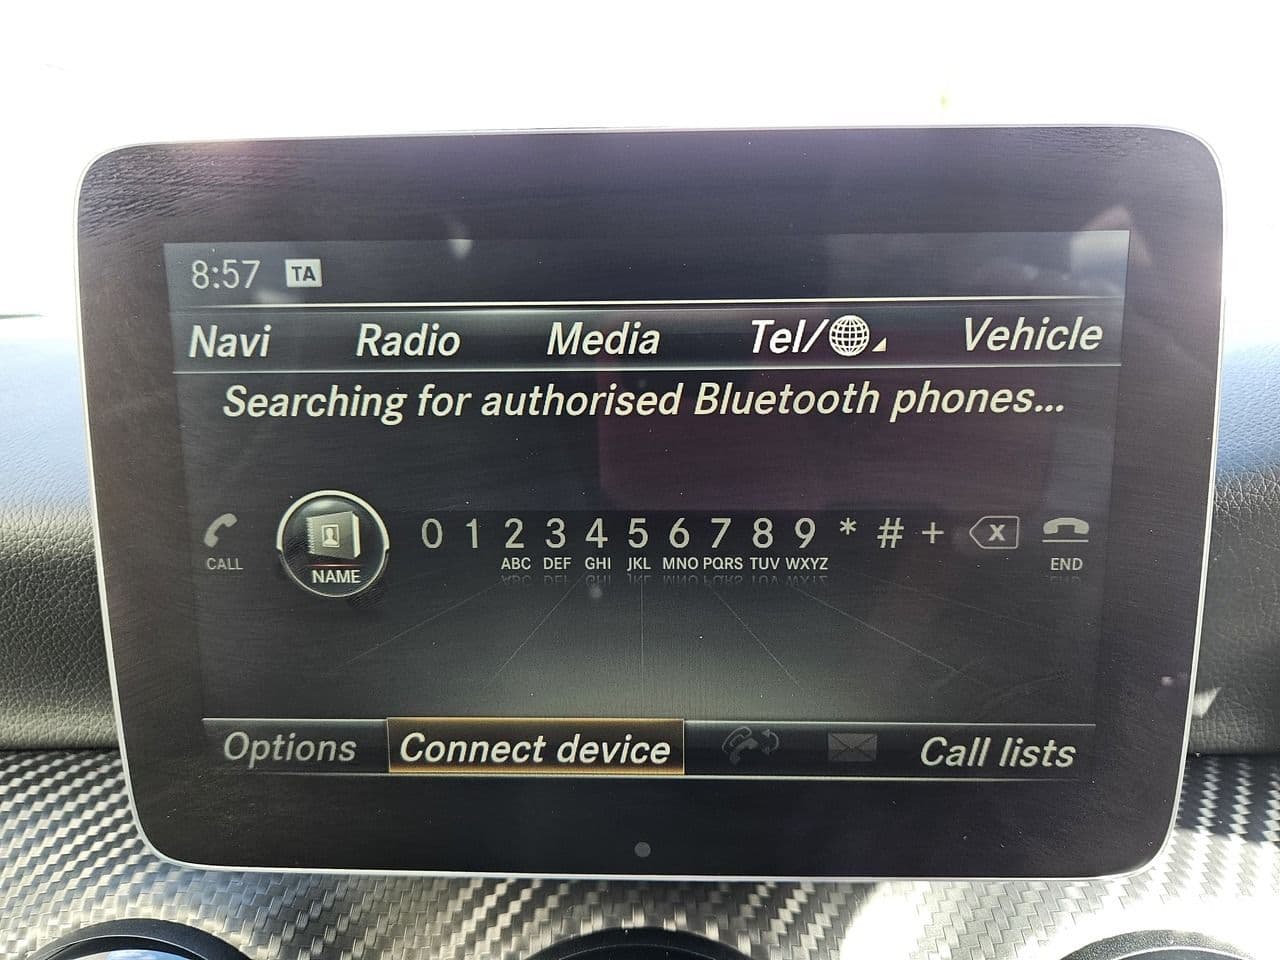 8:57 TA
Navi Radio Media Tel/ Vehicle
Searching for authorised Bluetooth phones...
0 1 2 3 4 5 6 7 8 9 * # + X
CALL NAME ABC DEF GHI JKL MNO PQRS TUV WXYZ END
Options Connect device Call lists